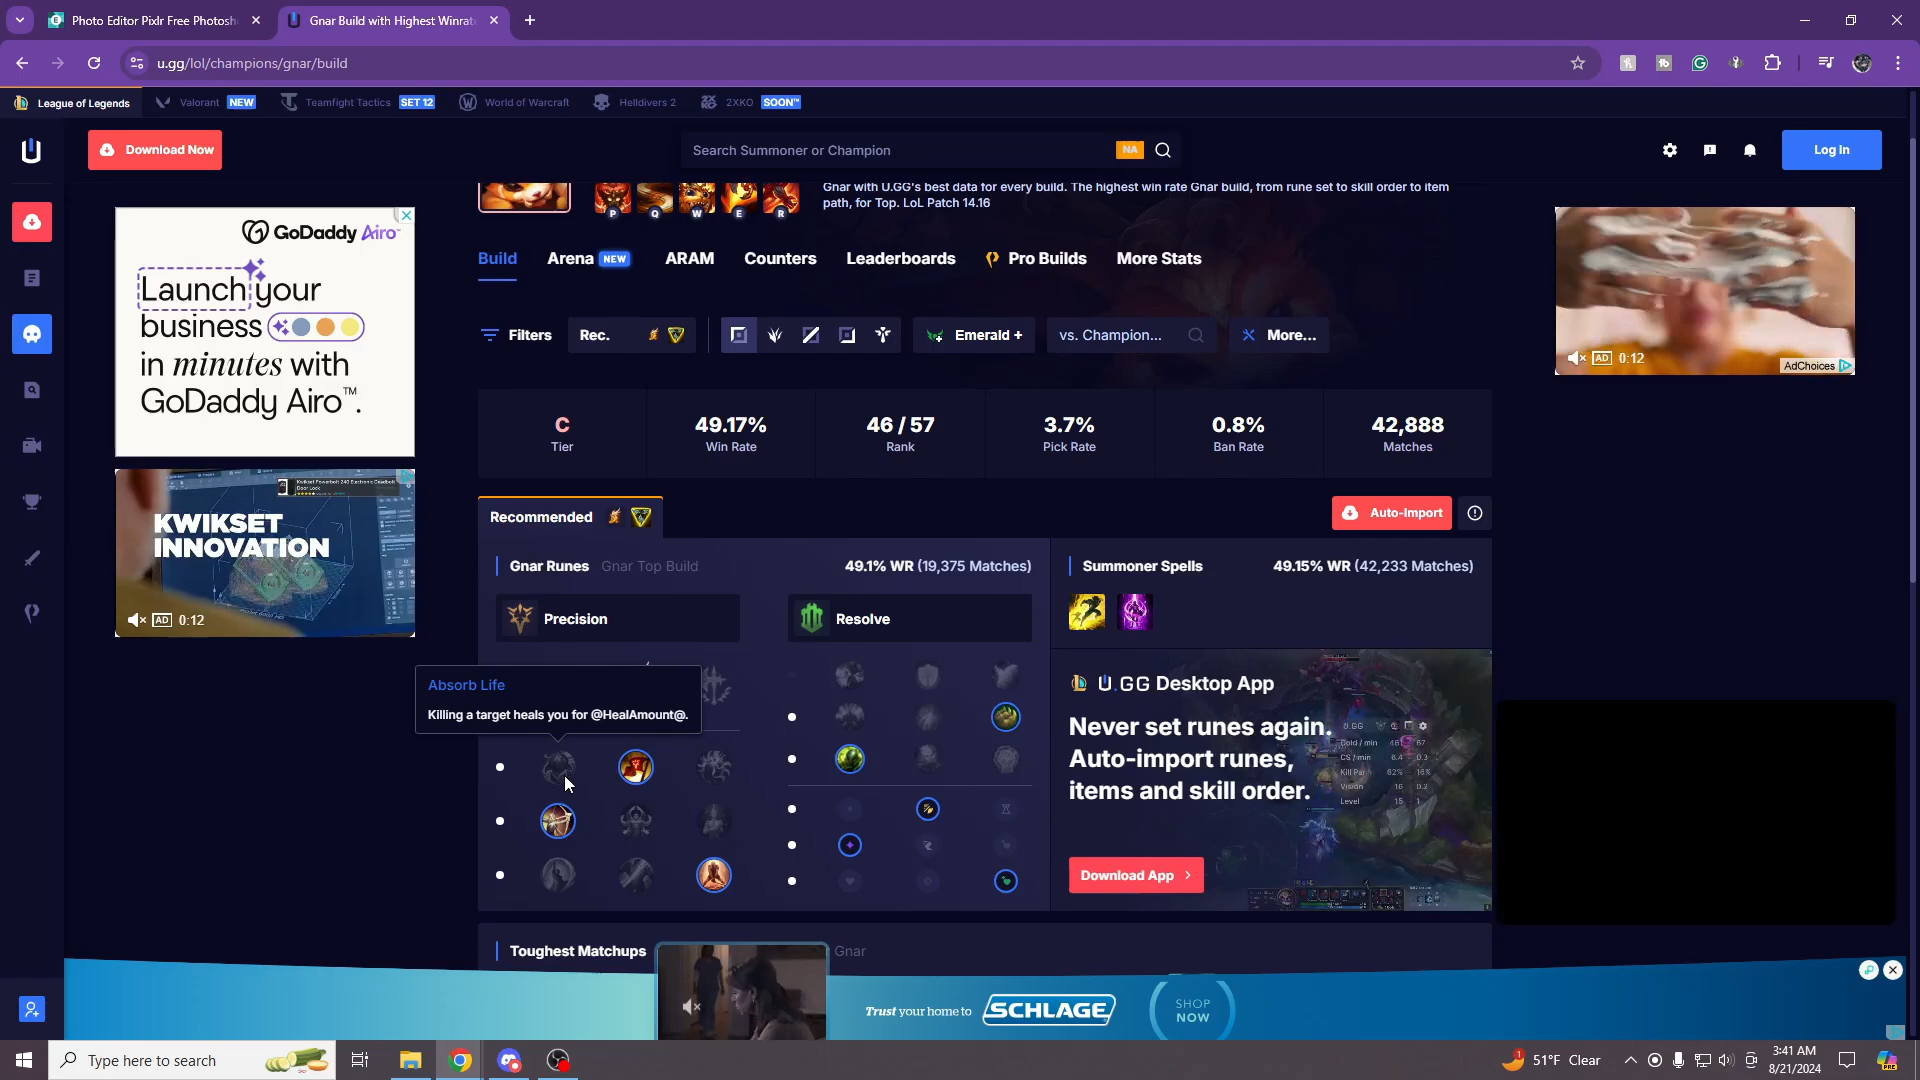 Photo Editor Pixlr Free Photosh
Gnar Build with Highest Winrate
u.gg/lol/champions/gnar/build
League of Legends
Valorant NEW
Teamfight Tactics SET 12
World of Warcraft
Helldivers 2
2XKO SOON™
Download Now
Search Summoner or Champion
NA
Log In
Gnar with U.GG's best data for every build. The highest win rate Gnar build, from rune set to skill order to item
path, for Top. LoL Patch 14.16
P Q W E R
Build
Arena NEW
ARAM
Counters
Leaderboards
Pro Builds
More Stats
Filters
Rec.
Emerald +
vs. Champion...
More...
GoDaddy Airo™
Launch your
business
in minutes with
GoDaddy Airo™.
AD 0:12
AdChoices
C
Tier
49.17%
Win Rate
46 / 57
Rank
3.7%
Pick Rate
0.8%
Ban Rate
42,888
Matches
KWIKSET
INNOVATION
AD 0:12
Recommended
Auto-Import
Gnar Runes Gnar Top Build
49.1% WR (19,375 Matches)
Summoner Spells
49.15% WR (42,233 Matches)
Precision
Resolve
Absorb Life
Killing a target heals you for @HealAmount@.
U.GG Desktop App
Never set runes again.
Auto-import runes,
items and skill order.
Download App
Toughest Matchups
Gnar
Trust your home to SCHLAGE
SHOP
NOW
Type here to search
51°F Clear
3:41 AM
8/21/2024